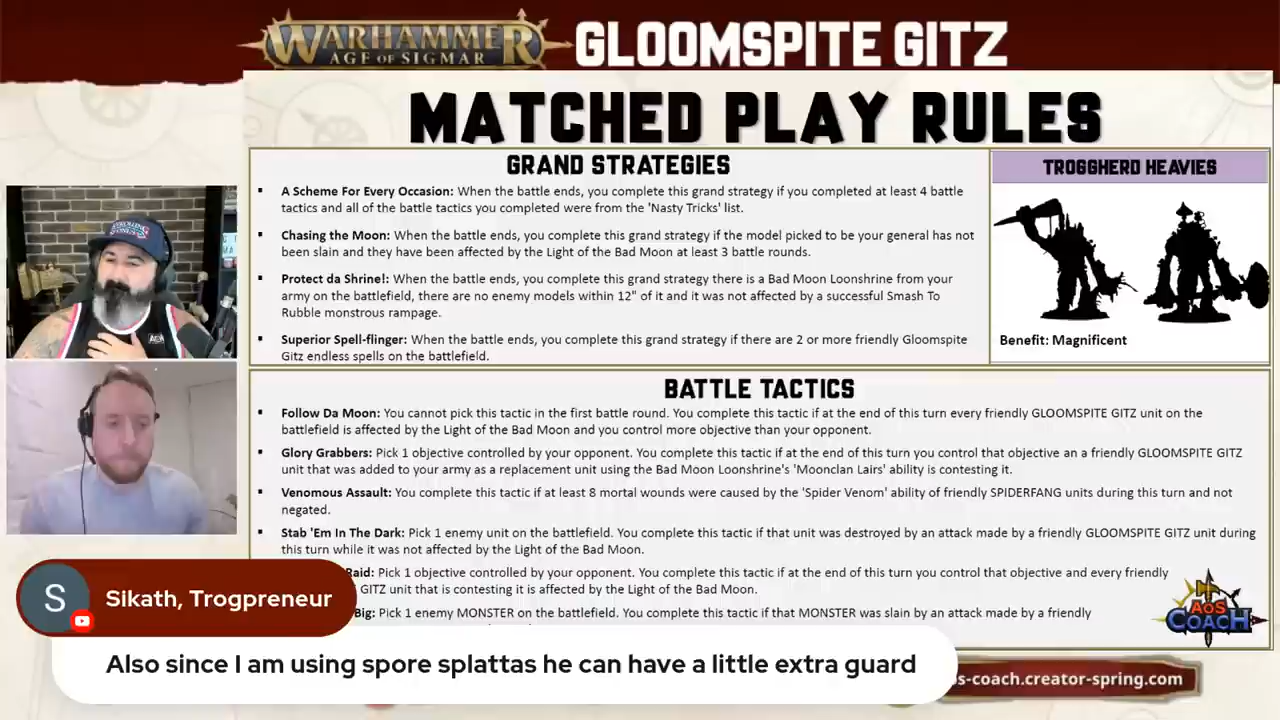 WARHAMMER
AGE OF SIGMAR
GLOOMSPITE GITZ
MATCHED PLAY RULES
GRAND STRATEGIES
▪ A Scheme For Every Occasion: When the battle ends, you complete this grand strategy if you completed at least 4 battle
tactics and all of the battle tactics you completed were from the 'Nasty Tricks' list.
▪ Chasing the Moon: When the battle ends, you complete this grand strategy if the model picked to be your general has not
been slain and they have been affected by the Light of the Bad Moon at least 3 battle rounds.
▪ Protect da Shrine!: When the battle ends, you complete this grand strategy there is a Bad Moon Loonshrine from your
army on the battlefield, there are no enemy models within 12" of it and it was not affected by a successful Smash To
Rubble monstrous rampage.
▪ Superior Spell-flinger: When the battle ends, you complete this grand strategy if there are 2 or more friendly Gloomspite
Gitz endless spells on the battlefield.
TROGGHERD HEAVIES
Benefit: Magnificent
BATTLE TACTICS
▪ Follow Da Moon: You cannot pick this tactic in the first battle round. You complete this tactic if at the end of this turn every friendly GLOOMSPITE GITZ unit on the
battlefield is affected by the Light of the Bad Moon and you control more objective than your opponent.
▪ Glory Grabbers: Pick 1 objective controlled by your opponent. You complete this tactic if at the end of this turn you control that objective an a friendly GLOOMSPITE GITZ
unit that was added to your army as a replacement unit using the Bad Moon Loonshrine's 'Moonclan Lairs' ability is contesting it.
▪ Venomous Assault: You complete this tactic if at least 8 mortal wounds were caused by the 'Spider Venom' ability of friendly SPIDERFANG units during this turn and not
negated.
▪ Stab 'Em In The Dark: Pick 1 enemy unit on the battlefield. You complete this tactic if that unit was destroyed by an attack made by a friendly GLOOMSPITE GITZ unit during
this turn while it was not affected by the Light of the Bad Moon.
Raid: Pick 1 objective controlled by your opponent. You complete this tactic if at the end of this turn you control that objective and every friendly
GITZ unit that is contesting it is affected by the Light of the Bad Moon.
Big: Pick 1 enemy MONSTER on the battlefield. You complete this tactic if that MONSTER was slain by an attack made by a friendly
AoS
COACH
S
Sikath, Trogpreneur
Also since I am using spore splattas he can have a little extra guard
s-coach.creator-spring.com